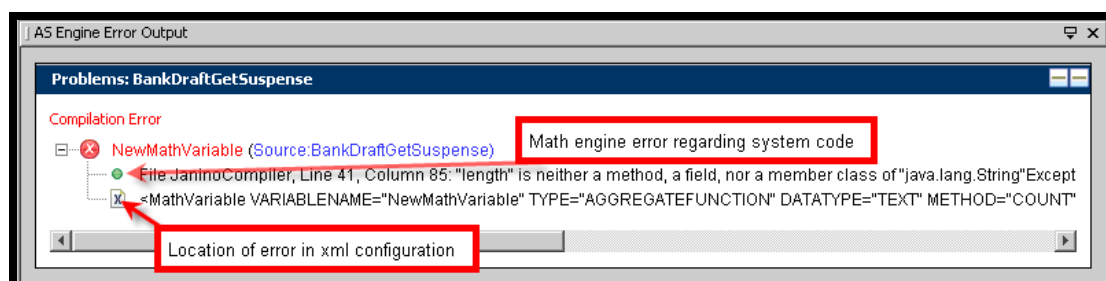 AS Engine Error Output
Problems: BankDraftGetSuspense
Compilation Error
NewMathVariable (Source:BankDraftGetSuspense)
Math engine error regarding system code
File JaninoCompiler, Line 41, Column 85: "length" is neither a method, a field, nor a member class of"java.lang.String"Except
<MathVariable VARIABLENAME="NewMathVariable" TYPE="AGGREGATEFUNCTION" DATATYPE="TEXT" METHOD="COUNT"
Location of error in xml configuration